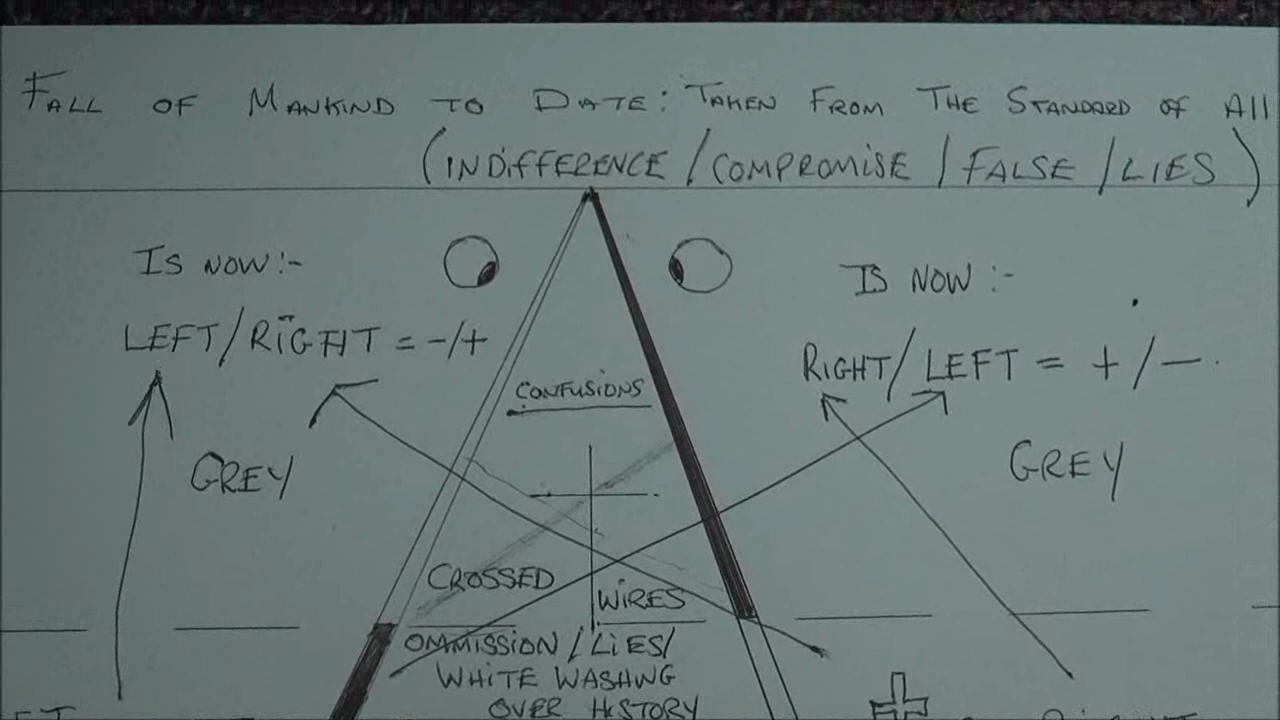 FALL OF MANKIND TO DATE: TAKEN FROM THE STANDARD OF All
(INDIFFERENCE / COMPROMISE / FALSE / LIES)
IS NOW:-
IS NOW:-
LEFT/RIGHT = -/+
RIGHT/LEFT = +/-
CONFUSIONS
GREY
GREY
CROSSED
WIRES
OMMISSION/LIES/
WHITE WASHNG
OVER HISTORY